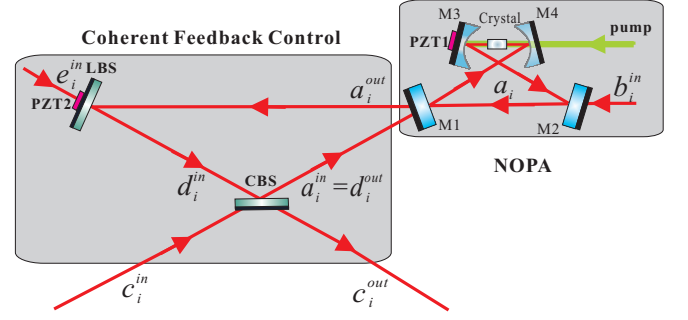 M3 Crystal M4
PZT1 pump
Coherent Feedback Control
e_i^{in} LBS
PZT2
a_i^{out}
a_i
b_i^{in}
M1 M2
NOPA
d_i^{in} CBS a_i^{in} = d_i^{out}
c_i^{in} c_i^{out}